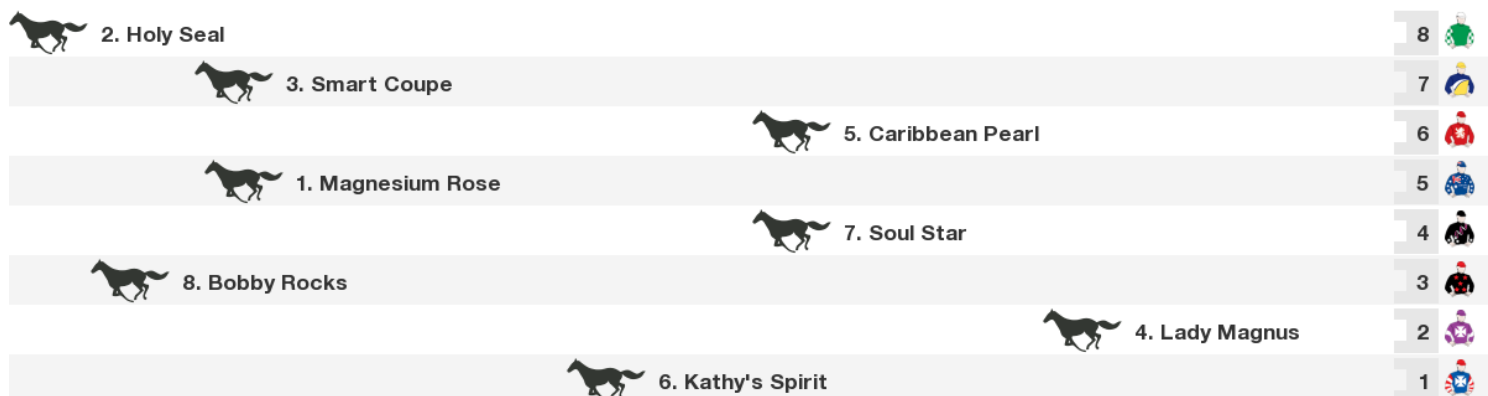 2. Holy Seal 8
3. Smart Coupe 7
5. Caribbean Pearl 6
1. Magnesium Rose 5
7. Soul Star 4
8. Bobby Rocks 3
4. Lady Magnus 2
6. Kathy's Spirit 1